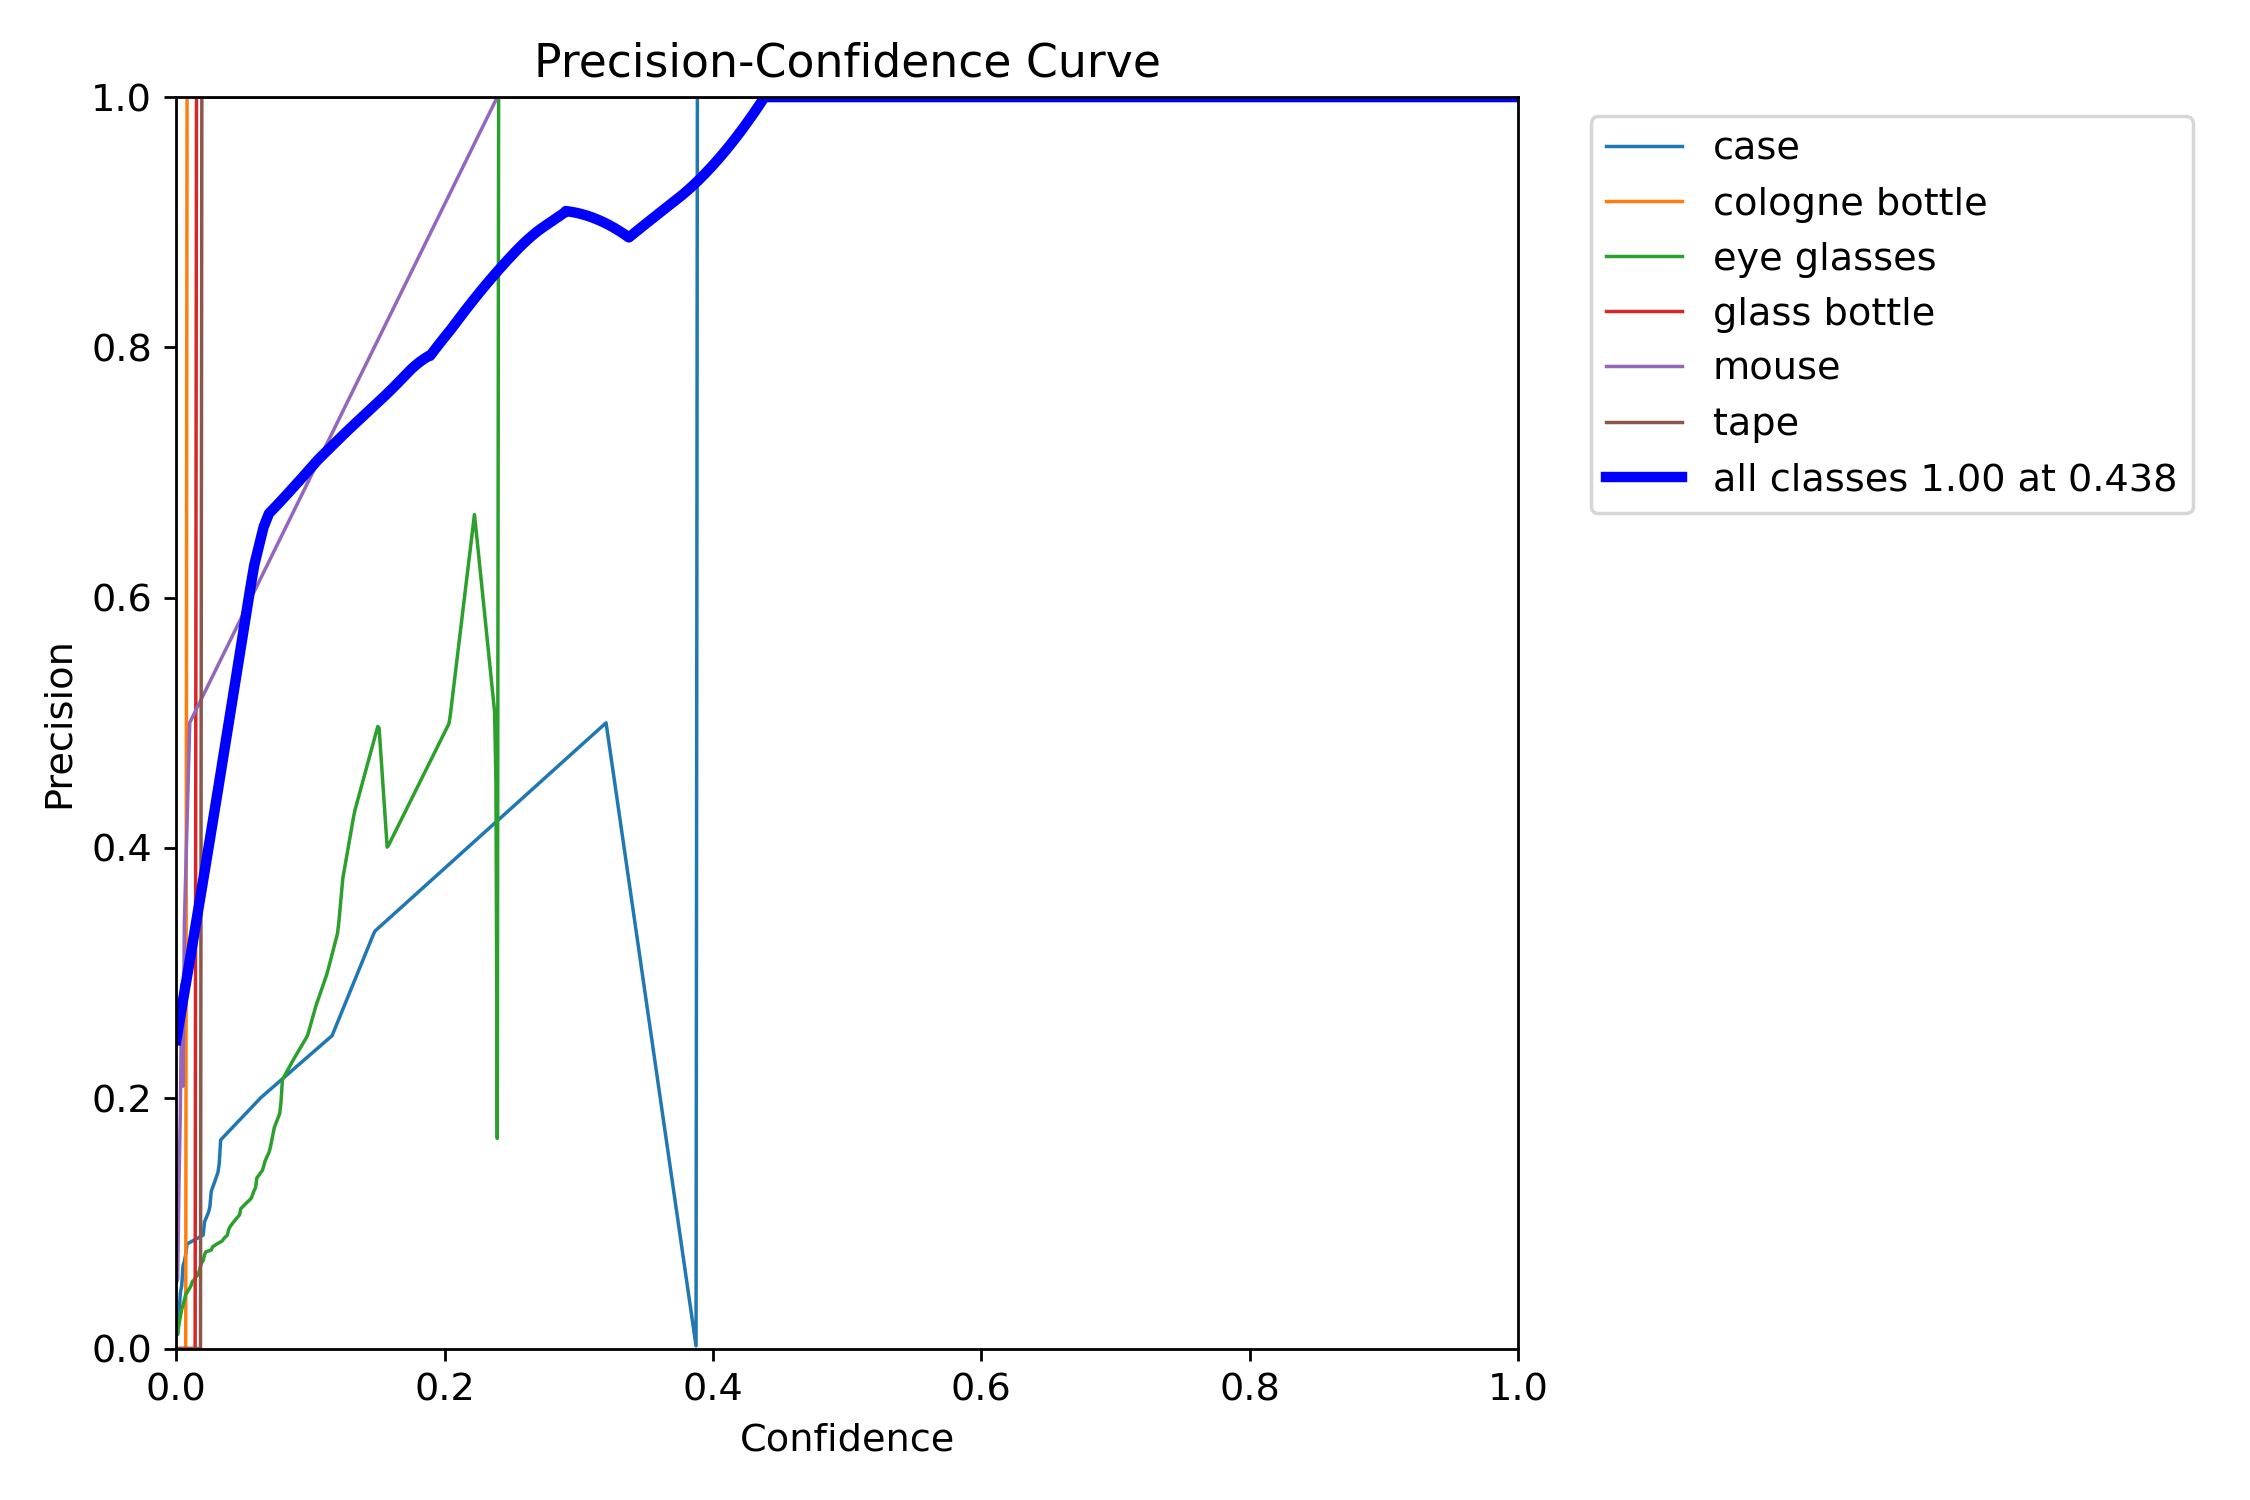 Precision-Confidence Curve
1.0
0.8
0.6
0.4
0.2
0.0
Precision
0.0 0.2 0.4 0.6 0.8 1.0
Confidence
case
cologne bottle
eye glasses
glass bottle
mouse
tape
all classes 1.00 at 0.438